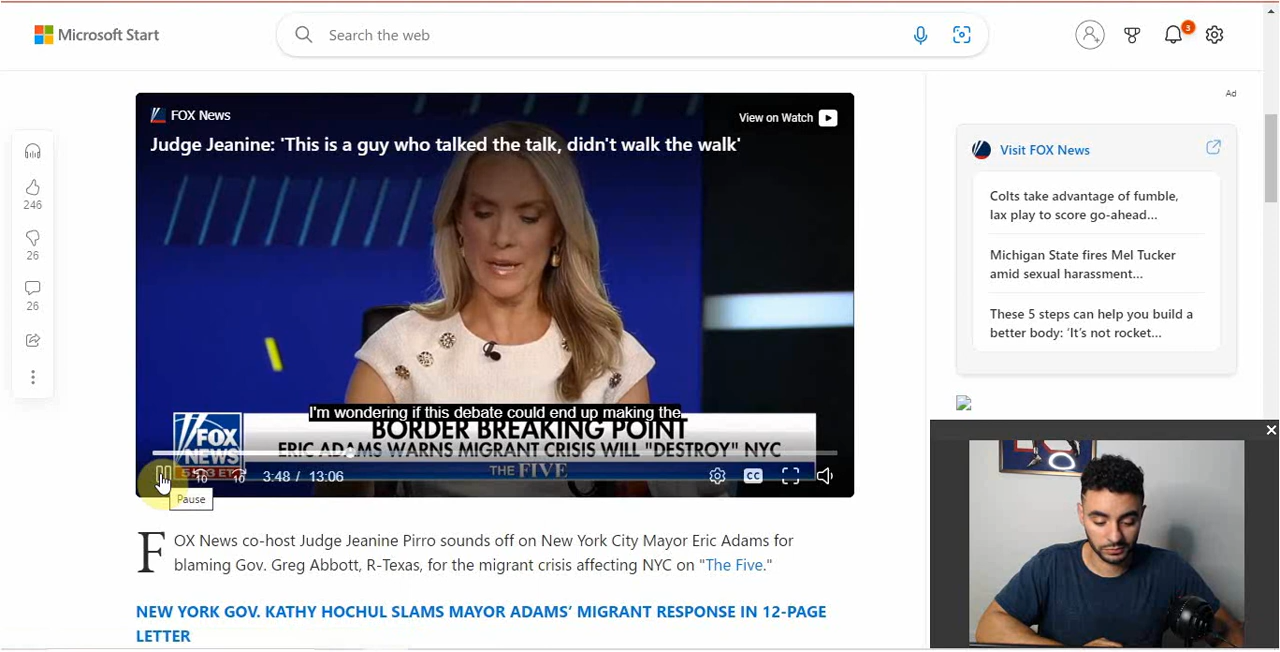 Microsoft Start
Search the web
3
FOX News
View on Watch
Judge Jeanine: 'This is a guy who talked the talk, didn't walk the walk'
246
26
26
I'm wondering if this debate could end up making the
BORDER BREAKING POINT
FOX
NEWS
ERIC ADAMS WARNS MIGRANT CRISIS WILL "DESTROY" NYC
THE FIVE
10
10
3:48 / 13:06
CC
Pause
FOX News co-host Judge Jeanine Pirro sounds off on New York City Mayor Eric Adams for
blaming Gov. Greg Abbott, R-Texas, for the migrant crisis affecting NYC on "The Five."
NEW YORK GOV. KATHY HOCHUL SLAMS MAYOR ADAMS' MIGRANT RESPONSE IN 12-PAGE
LETTER
Ad
Visit FOX News
Colts take advantage of fumble,
lax play to score go-ahead...
Michigan State fires Mel Tucker
amid sexual harassment...
These 5 steps can help you build a
better body: 'It's not rocket...